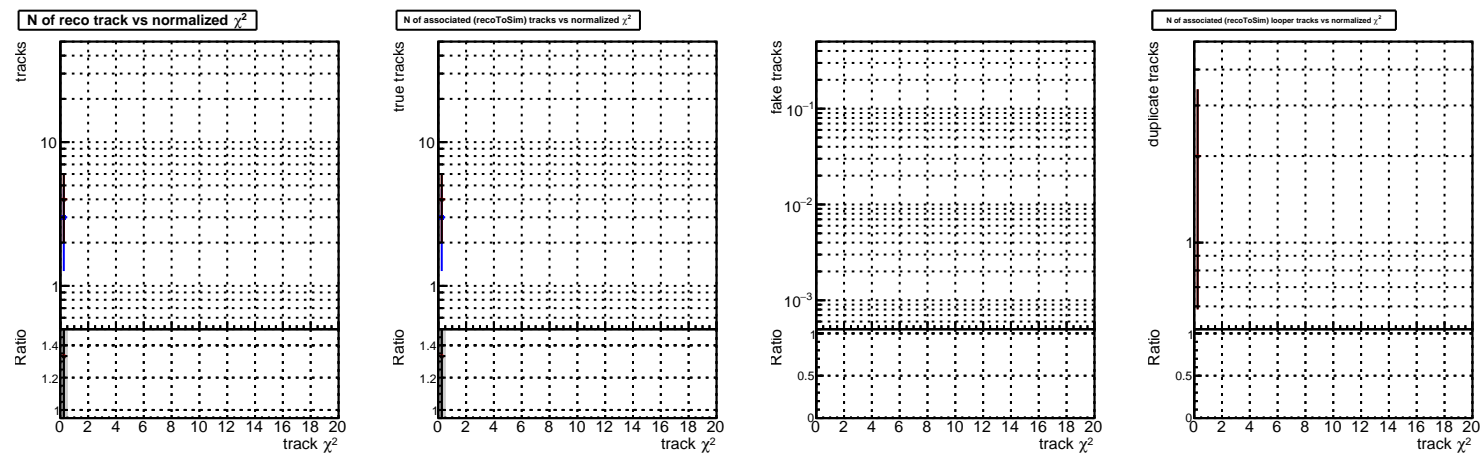 N of reco track vs normalized χ²
tracks
10
1
Ratio
1.4
1.2
1
0 2 4 6 8 10 12 14 16 18 20
track χ²
N of associated (recoToSim) tracks vs normalized χ²
true tracks
10
1
Ratio
1.4
1.2
1
0 2 4 6 8 10 12 14 16 18 20
track χ²
fake tracks
10⁻¹
10⁻²
10⁻³
Ratio
1
0.5
0
0 2 4 6 8 10 12 14 16 18 20
track χ²
N of associated (recoToSim) looper tracks vs normalized χ²
duplicate tracks
1
Ratio
1
0.5
0
0 2 4 6 8 10 12 14 16 18 20
track χ²